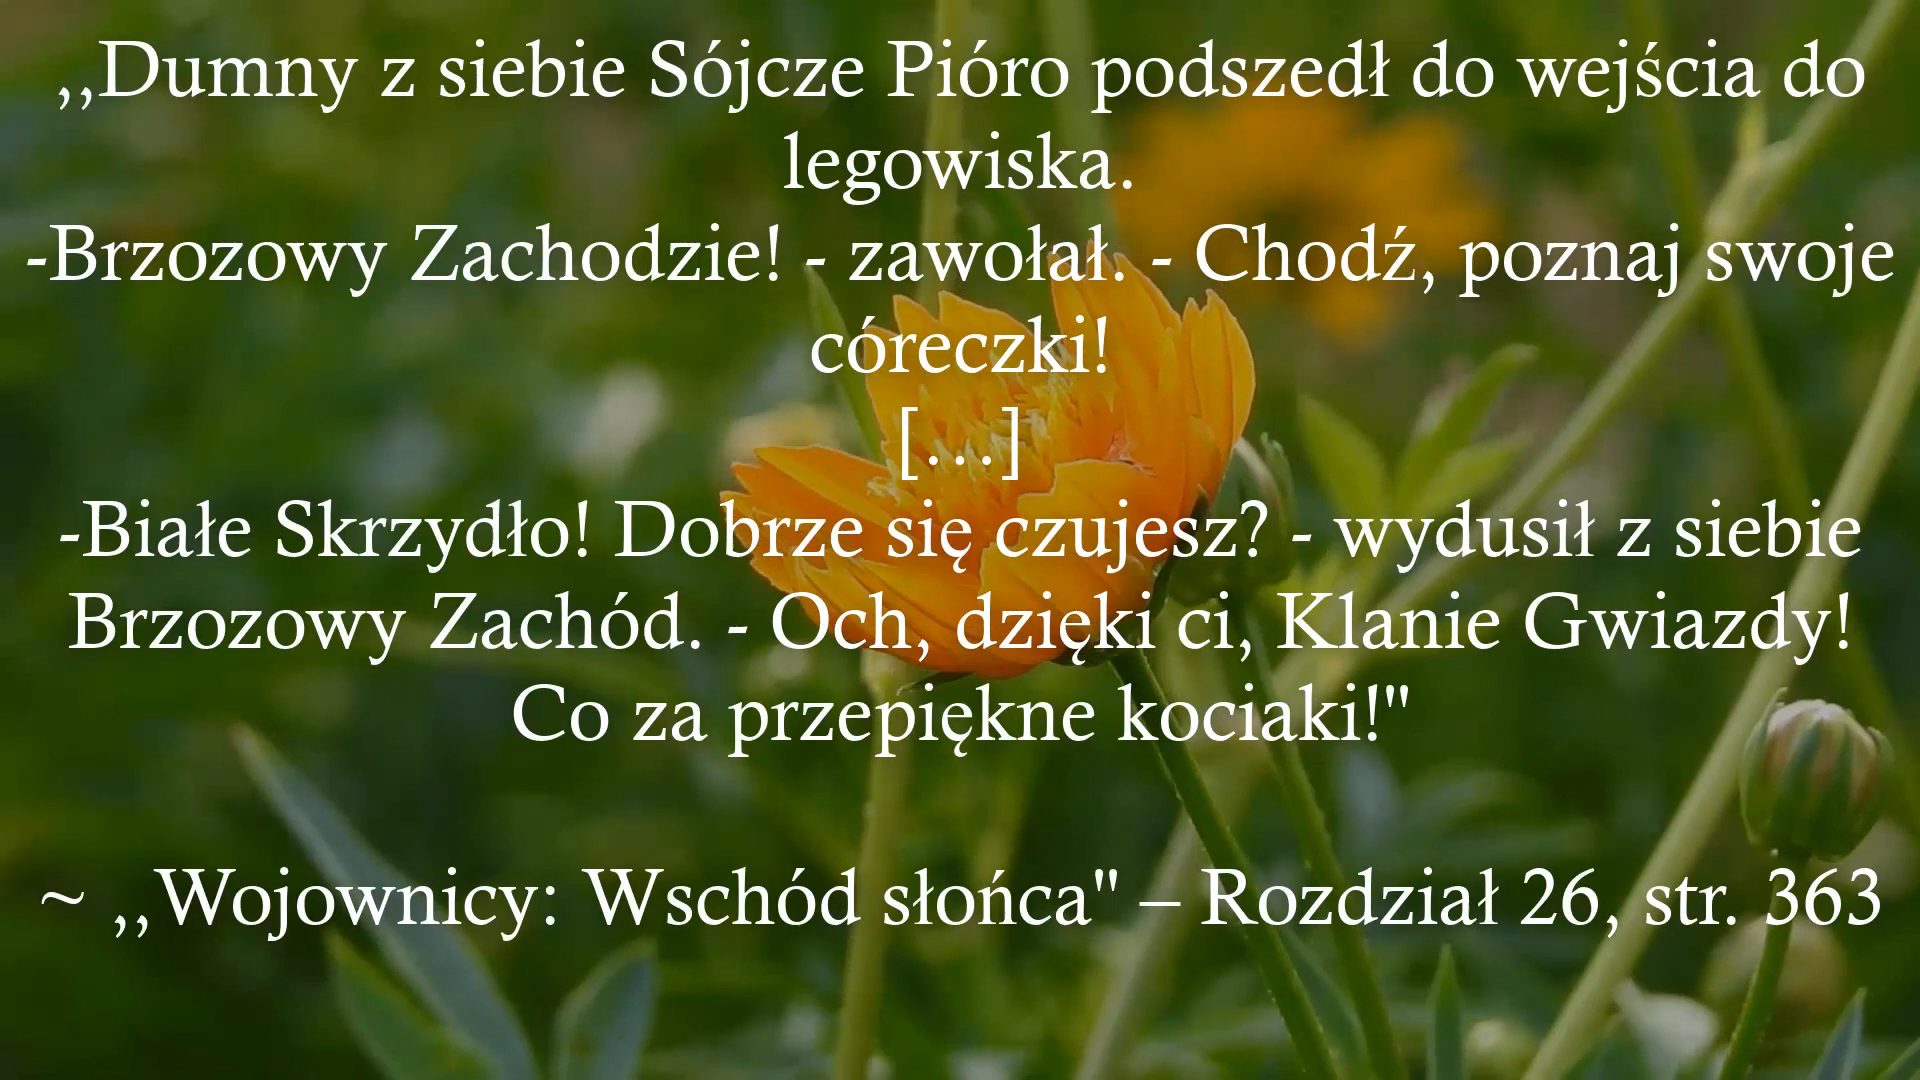 ,,Dumny z siebie Sójcze Pióro podszedł do wejścia do
legowiska.
-Brzozowy Zachodzie! - zawołał. - Chodź, poznaj swoje
córeczki!
[…]
-Białe Skrzydło! Dobrze się czujesz? - wydusił z siebie
Brzozowy Zachód. - Och, dzięki ci, Klanie Gwiazdy!
Co za przepiękne kociaki!"
~ ,,Wojownicy: Wschód słońca" – Rozdział 26, str. 363